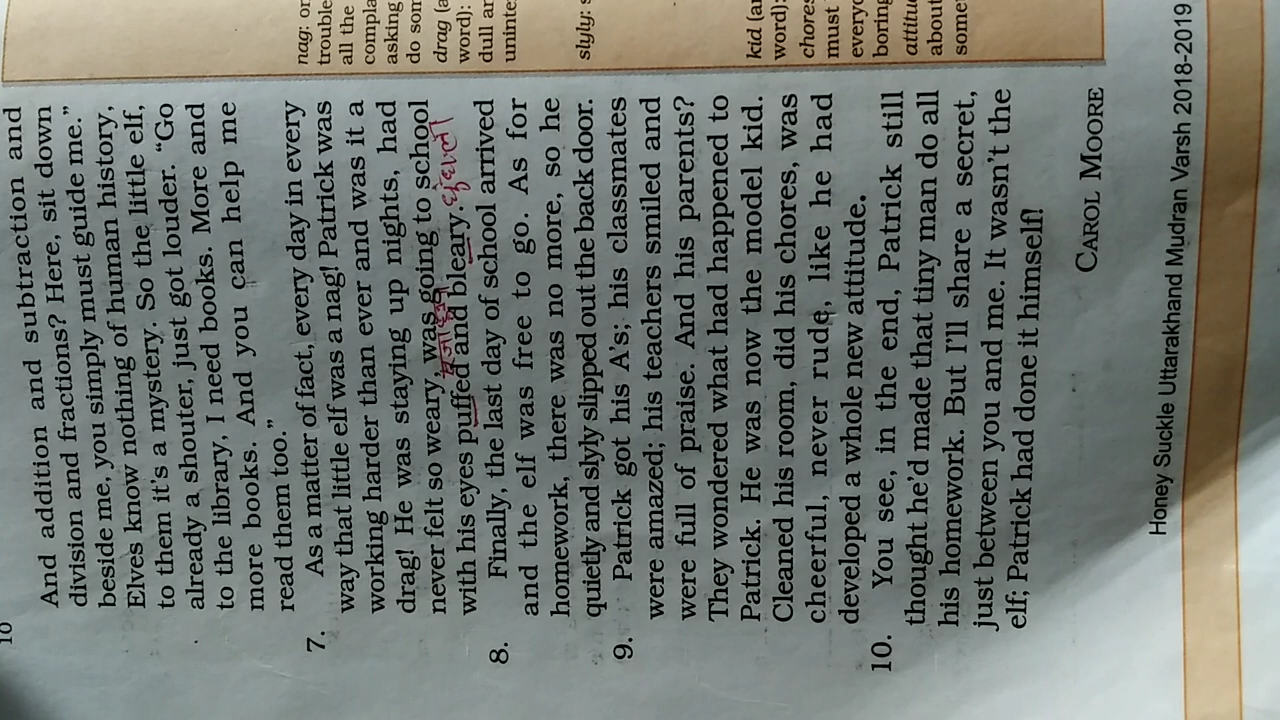 10
And addition and subtraction and
division and fractions? Here, sit down
beside me, you simply must guide me.”
Elves know nothing of human history,
to them it's a mystery. So the little elf,
already a shouter, just got louder. “Go
to the library, I need books. More and
more books. And you can help me
read them too.”
7. As a matter of fact, every day in every
way that little elf was a nag! Patrick was
working harder than ever and was it a
drag! He was staying up nights, had
never felt so weary, was going to school
with his eyes puffed and bleary.
8. Finally, the last day of school arrived
and the elf was free to go. As for
homework, there was no more, so he
quietly and slyly slipped out the back door.
9. Patrick got his A's; his classmates
were amazed; his teachers smiled and
were full of praise. And his parents?
They wondered what had happened to
Patrick. He was now the model kid.
Cleaned his room, did his chores, was
cheerful, never rude, like he had
developed a whole new attitude.
10. You see, in the end, Patrick still
thought he'd made that tiny man do all
his homework. But I'll share a secret,
just between you and me. It wasn't the
elf; Patrick had done it himself!
CAROL MOORE
nag: or
trouble
all the
compla
asking
do som
drag (a
word):
dull ar
uninte
slyly: s
kid (ar
word):
chores
must
everyo
boring
attitu
about
some
Honey Suckle Uttarakhand Mudran Varsh 2018-2019